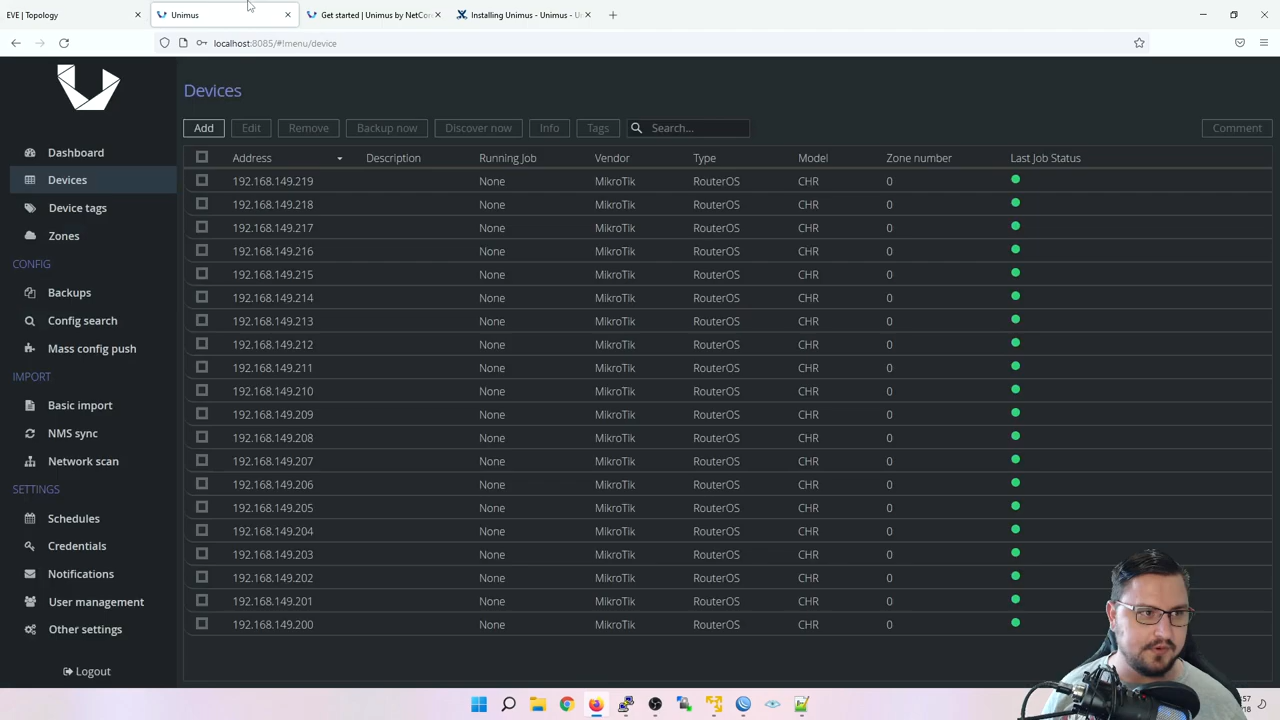 EVE | Topology
Unimus
Get started | Unimus by NetCore
Installing Unimus - Unimus - Un
localhost:8085/#!menu/device
Devices
Add Edit Remove Backup now Discover now Info Tags Search... Comment
Dashboard
Devices
Device tags
Zones
CONFIG
Backups
Config search
Mass config push
IMPORT
Basic import
NMS sync
Network scan
SETTINGS
Schedules
Credentials
Notifications
User management
Other settings
Logout
Address Description Running Job Vendor Type Model Zone number Last Job Status
192.168.149.219 None MikroTik RouterOS CHR 0
192.168.149.218 None MikroTik RouterOS CHR 0
192.168.149.217 None MikroTik RouterOS CHR 0
192.168.149.216 None MikroTik RouterOS CHR 0
192.168.149.215 None MikroTik RouterOS CHR 0
192.168.149.214 None MikroTik RouterOS CHR 0
192.168.149.213 None MikroTik RouterOS CHR 0
192.168.149.212 None MikroTik RouterOS CHR 0
192.168.149.211 None MikroTik RouterOS CHR 0
192.168.149.210 None MikroTik RouterOS CHR 0
192.168.149.209 None MikroTik RouterOS CHR 0
192.168.149.208 None MikroTik RouterOS CHR 0
192.168.149.207 None MikroTik RouterOS CHR 0
192.168.149.206 None MikroTik RouterOS CHR 0
192.168.149.205 None MikroTik RouterOS CHR 0
192.168.149.204 None MikroTik RouterOS CHR 0
192.168.149.203 None MikroTik RouterOS CHR 0
192.168.149.202 None MikroTik RouterOS CHR 0
192.168.149.201 None MikroTik RouterOS CHR 0
192.168.149.200 None MikroTik RouterOS CHR 0